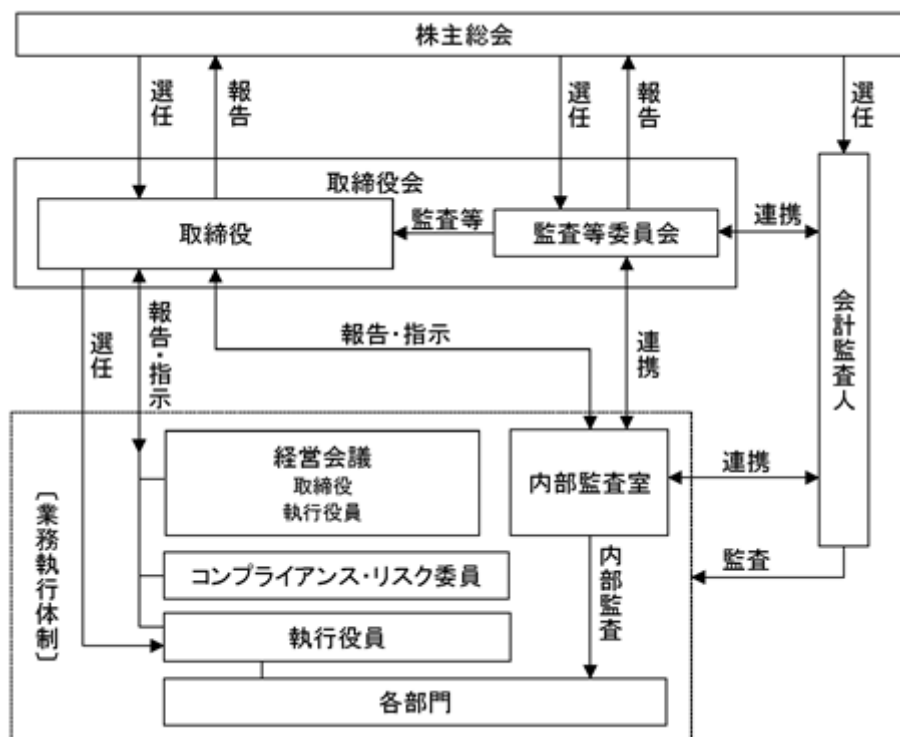 株主総会
選任
報告
選任
報告
選任
取締役会
取締役
監査等
監査等委員会
連携
会計監査人
選任
報告・指示
報告・指示
連携
〔業務執行体制〕
経営会議
取締役
執行役員
内部監査室
連携
コンプライアンス・リスク委員
内部監査
監査
執行役員
各部門